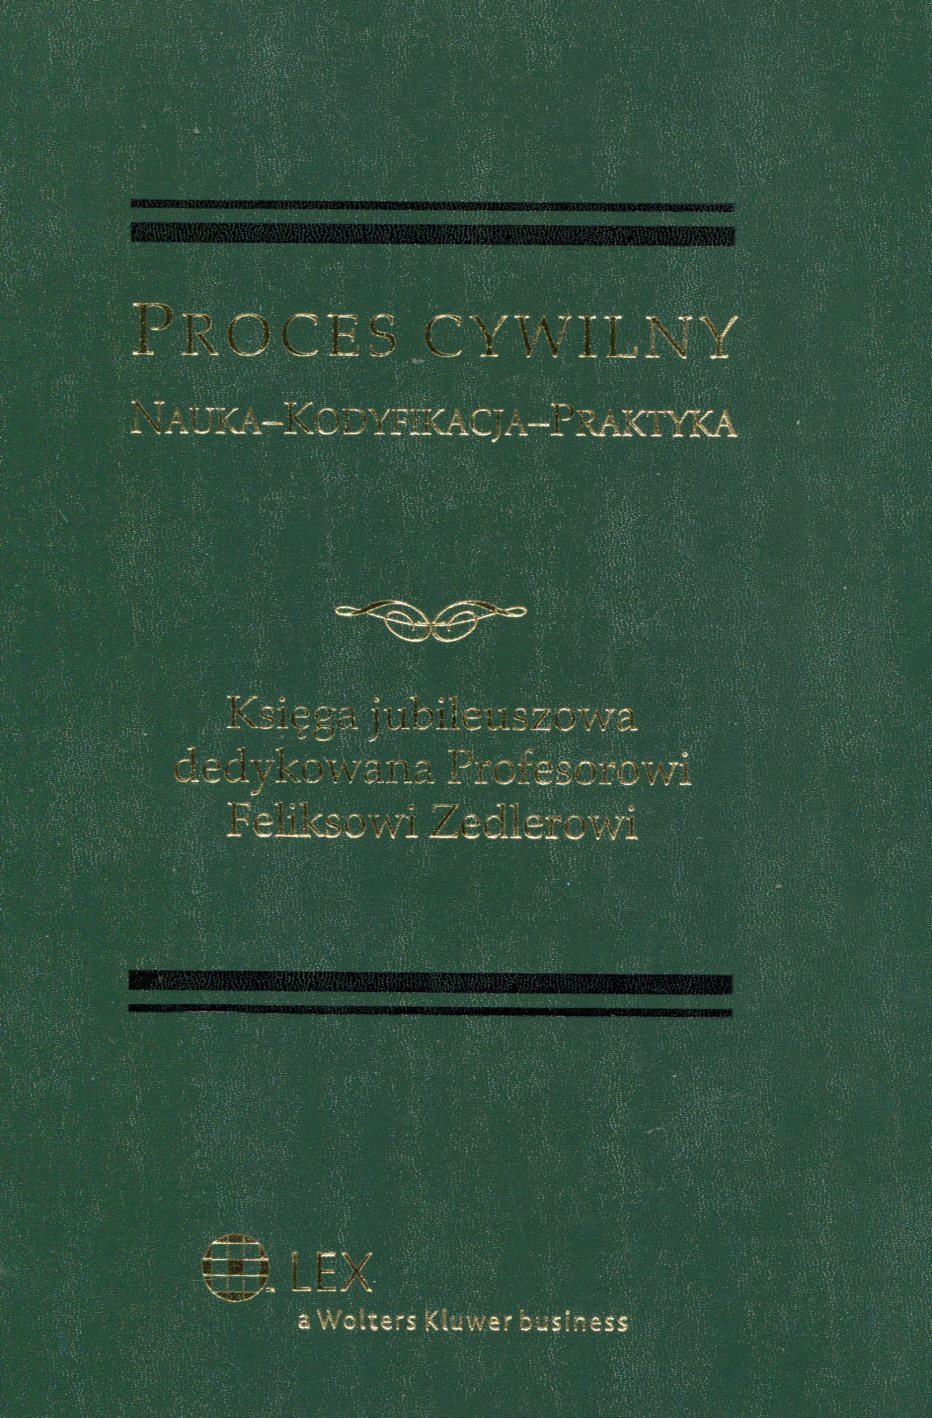 PROCES CYWILNY
NAUKA–KODYFIKACJA–PRAKTYKA
Księga jubileuszowa
dedykowana Profesorowi
Feliksowi Zedlerowi
LEX
a Wolters Kluwer business